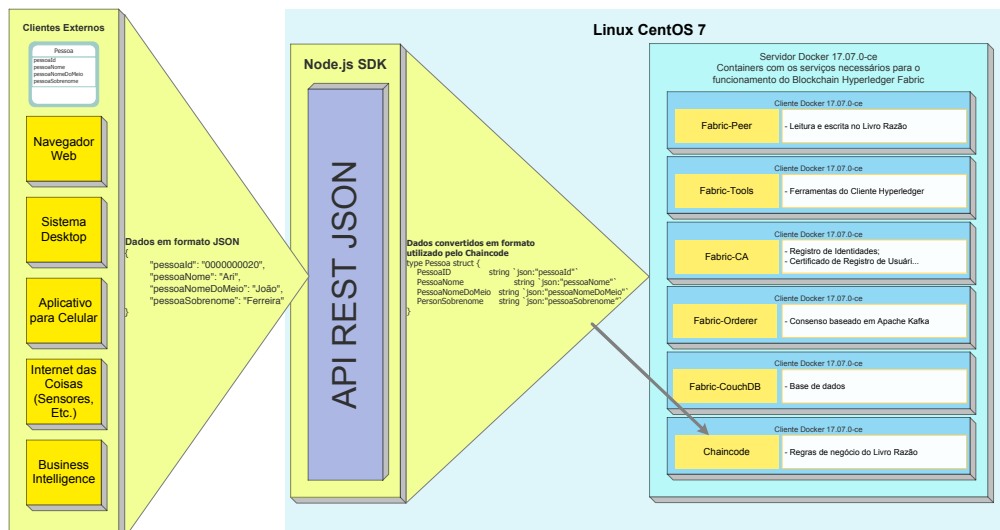 Clientes Externos
Pessoa
pessoaId
pessoaNome
pessoaNomeDoMeio
pessoaSobrenome
Navegador
Web
Sistema
Desktop
Aplicativo
para Celular
Internet das
Coisas
(Sensores,
Etc.)
Business
Intelligence
Dados em formato JSON
{
"pessoaId": "0000000020",
"pessoaNome": "Ari",
"pessoaNomeDoMeio": "João",
"pessoaSobrenome": "Ferreira"
}
Linux CentOS 7
Node.js SDK
API REST JSON
Dados convertidos em formato
utilizado pelo Chaincode
type Pessoa struct {
PessoaID string `json:"pessoaId"`
PessoaNome string `json:"pessoaNome"`
PessoaNomeDoMeio string `json:"pessoaNomeDoMeio"`
PersonSobrenome string `json:"pessoaSobrenome"`
}
Servidor Docker 17.07.0-ce
Containers com os serviços necessários para o
funcionamento do Blockchain Hyperledger Fabric
Cliente Docker 17.07.0-ce
Fabric-Peer
- Leitura e escrita no Livro Razão
Cliente Docker 17.07.0-ce
Fabric-Tools
- Ferramentas do Cliente Hyperledger
Cliente Docker 17.07.0-ce
Fabric-CA
- Registro de Identidades;
- Certificado de Registro de Usuári...
Cliente Docker 17.07.0-ce
Fabric-Orderer
- Consenso baseado em Apache Kafka
Cliente Docker 17.07.0-ce
Fabric-CouchDB
- Base de dados
Cliente Docker 17.07.0-ce
Chaincode
- Regras de negócio do Livro Razão